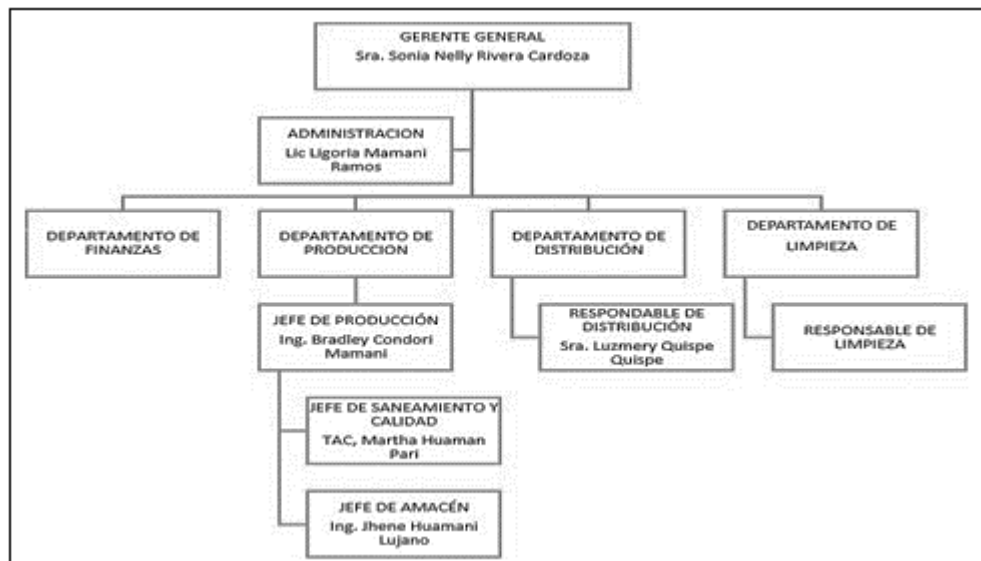 GERENTE GENERAL
Sra. Sonia Nelly Rivera Cardoza
ADMINISTRACION
Lic Ligoria Mamani
Ramos
DEPARTAMENTO DE
FINANZAS
DEPARTAMENTO DE
PRODUCCION
DEPARTAMENTO DE
DISTRIBUCIÓN
DEPARTAMENTO DE
LIMPIEZA
JEFE DE PRODUCCIÓN
Ing. Bradley Condori
Mamani
RESPONDABLE DE
DISTRIBUCIÓN
Sra. Luzmery Quispe
Quispe
RESPONSABLE DE
LIMPIEZA
JEFE DE SANEAMIENTO Y
CALIDAD
TAC, Martha Huaman
Pari
JEFE DE AMACÉN
Ing. Jhene Huamani
Lujano